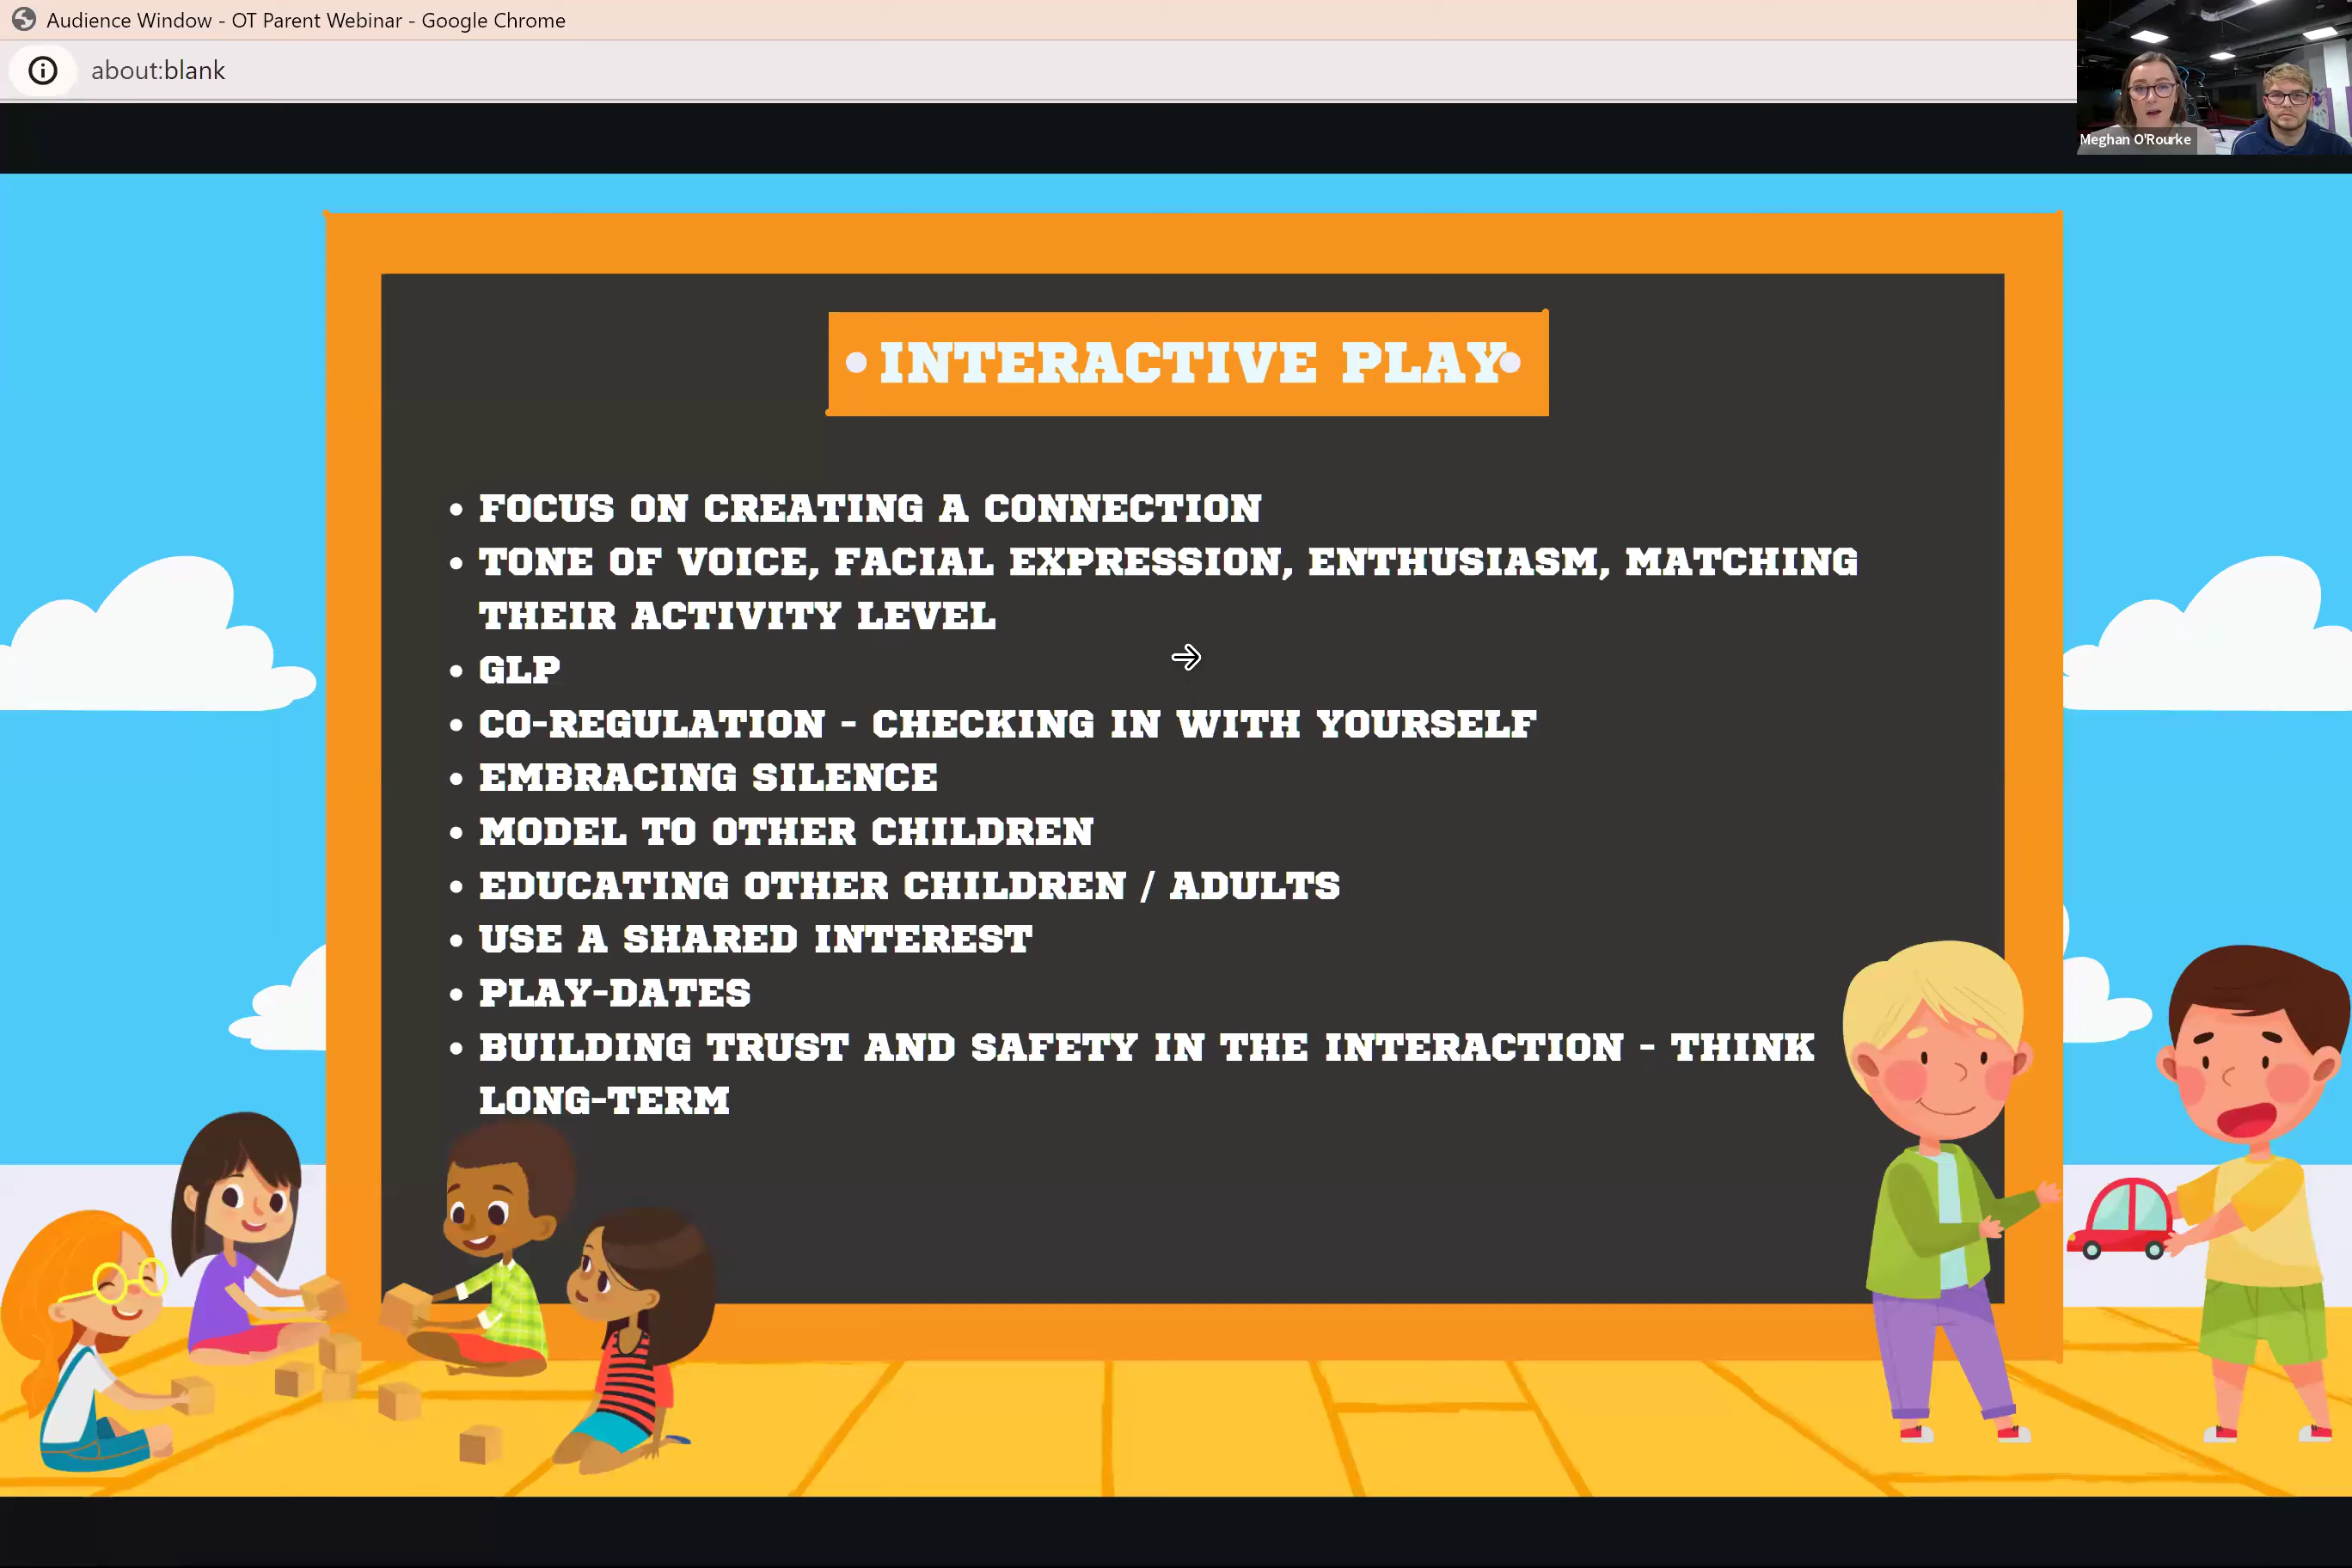 Audience Window - OT Parent Webinar - Google Chrome
about:blank
Meghan O'Rourke
• INTERACTIVE PLAY •
• FOCUS ON CREATING A CONNECTION
• TONE OF VOICE, FACIAL EXPRESSION, ENTHUSIASM, MATCHING
THEIR ACTIVITY LEVEL
• GLP
• CO-REGULATION - CHECKING IN WITH YOURSELF
• EMBRACING SILENCE
• MODEL TO OTHER CHILDREN
• EDUCATING OTHER CHILDREN / ADULTS
• USE A SHARED INTEREST
• PLAY-DATES
• BUILDING TRUST AND SAFETY IN THE INTERACTION - THINK
LONG-TERM